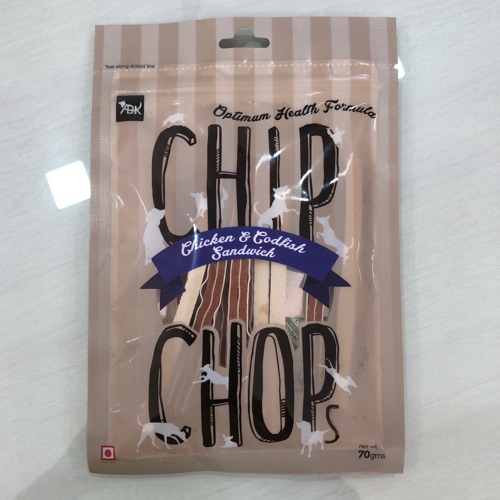 Tear along dotted line
ABK
Optimum Health Formula
CHIP
Chicken & Codfish
Sandwich
CHOPS
Net wt.
70gms